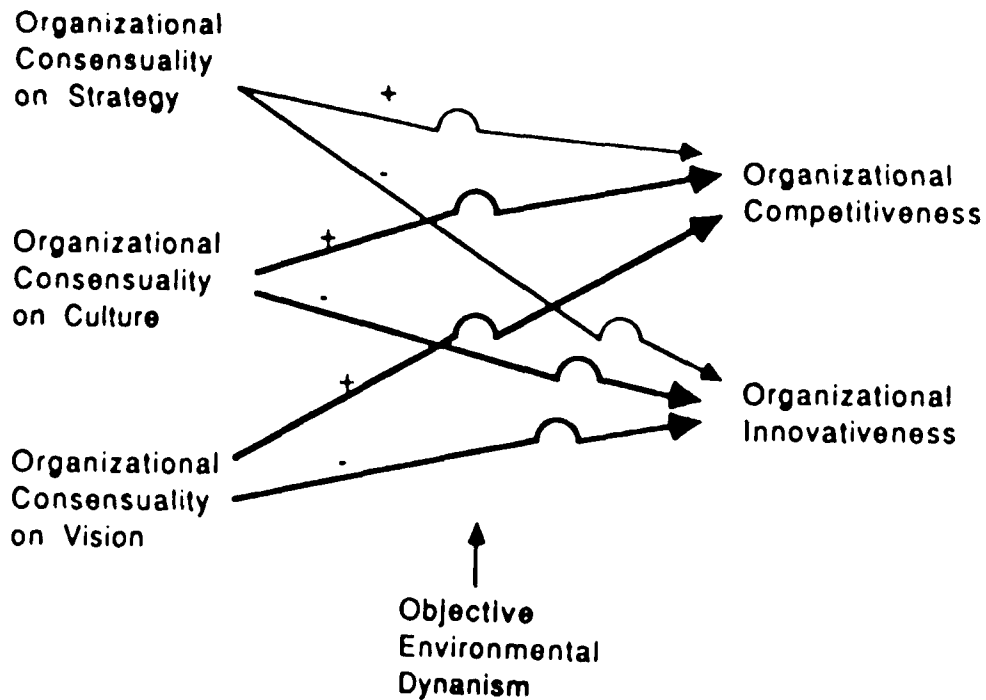 Organizational
Consensuality
on Strategy
+
-
Organizational
Competitiveness
Organizational
Consensuality
on Culture
+
-
+
Organizational
Innovativeness
Organizational
Consensuality
on Vision
-
Objective
Environmental
Dynanism